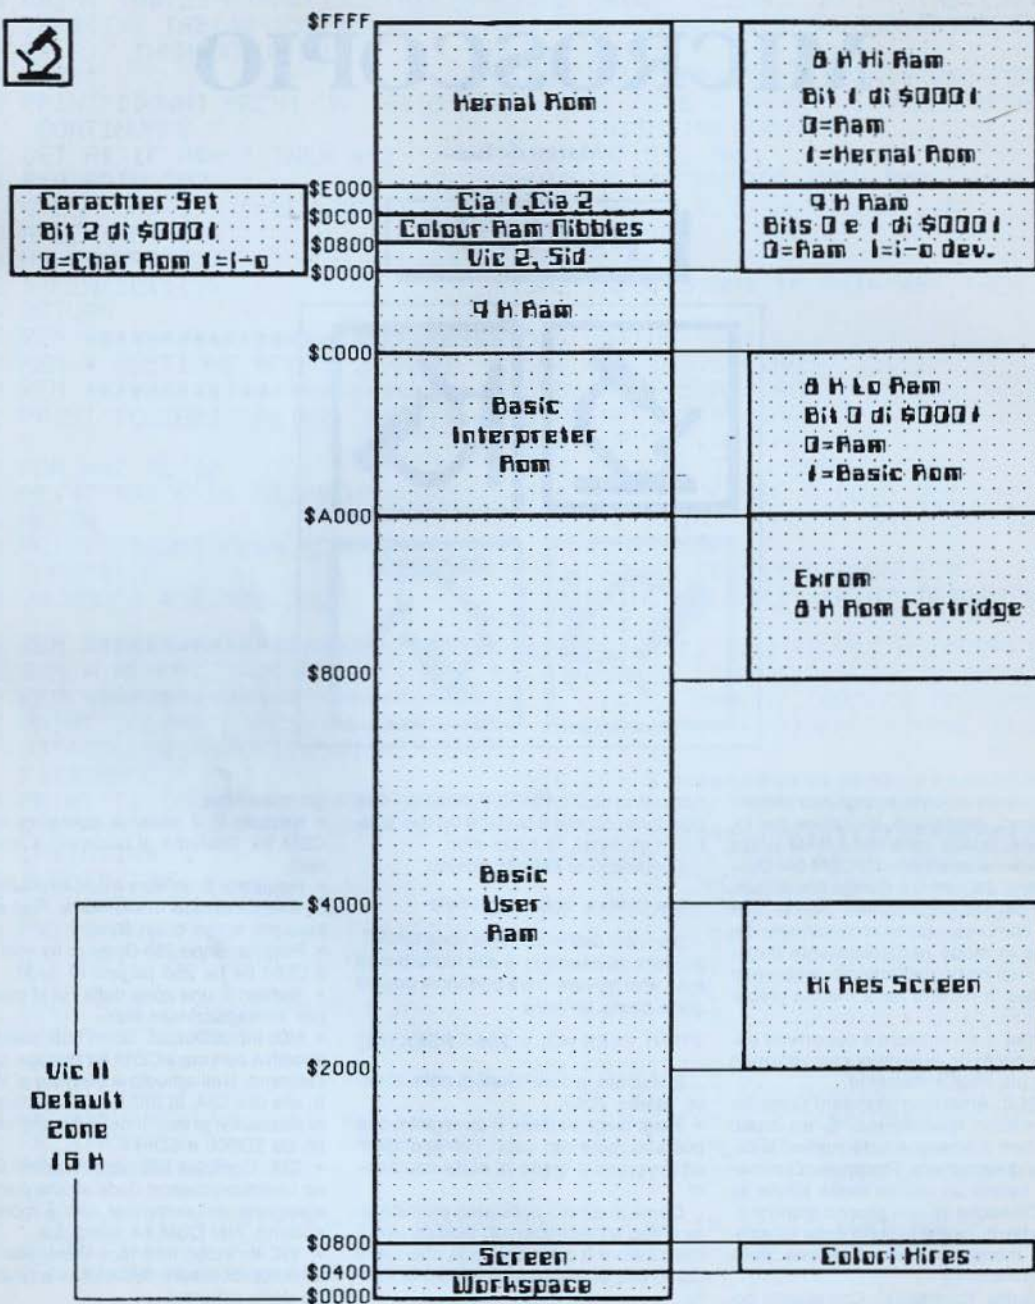 $FFFF
Kernal Rom
8 K Hi Ram
Bit 1 di $0001
0=Ram
1=Kernal Rom
$E000
Carachter Set
Bit 2 di $0001
0=Char Rom 1=i-o
Cia 1, Cia 2
$DC00
Colour Ram Nibbles
$D800
Vic 2, Sid
$D000
4 K Ram
Bits 0 e 1 di $0001
0=Ram 1=i-o dev.
4 K Ram
$C000
Basic
Interpreter
Rom
8 K Lo Ram
Bit 0 di $0001
0=Ram
1=Basic Rom
$A000
Exrom
8 K Rom Cartridge
$8000
Basic
User
Ram
$4000
Hi Res Screen
$2000
Vic II
Default
Zone
16 K
$0800
Screen
Colori Hires
$0400
Workspace
$0000